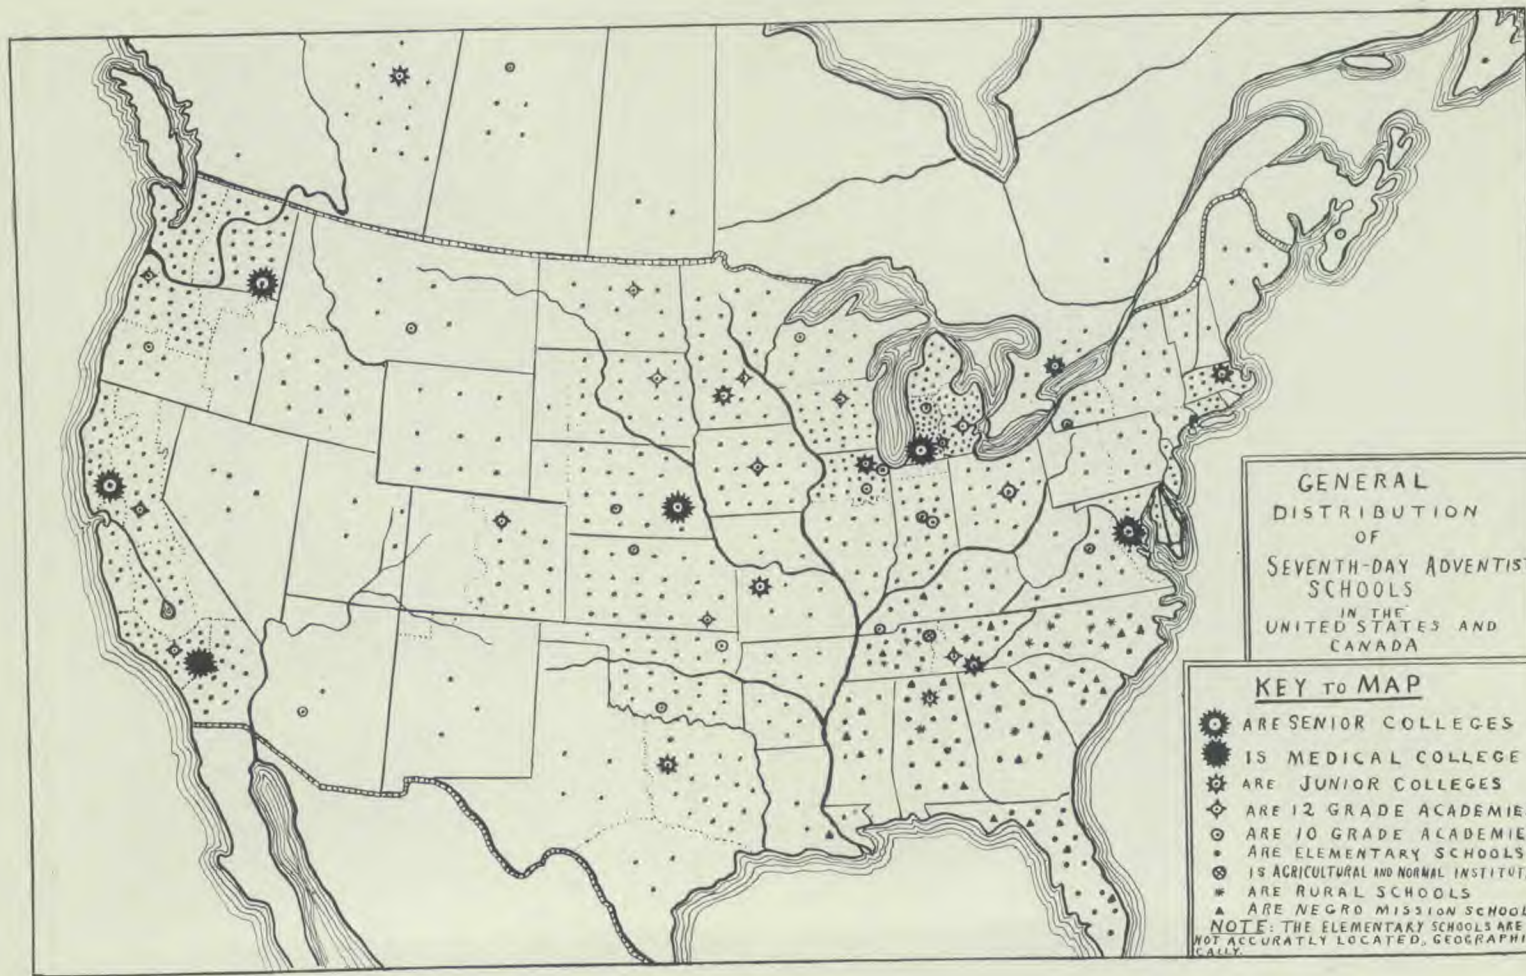 GENERAL
DISTRIBUTION
OF
SEVENTH-DAY ADVENTIST
SCHOOLS
IN THE
UNITED STATES AND
CANADA
KEY TO MAP
ARE SENIOR COLLEGES
IS MEDICAL COLLEGE
ARE JUNIOR COLLEGES
ARE 12 GRADE ACADEMIE
ARE 10 GRADE ACADEMIE
ARE ELEMENTARY SCHOOLS
IS AGRICULTURAL AND NORMAL INSTITUT
ARE RURAL SCHOOLS
ARE NEGRO MISSION SCHOOL
NOTE: THE ELEMENTARY SCHOOLS ARE
NOT ACCURATLY LOCATED, GEOGRAPHI
CALLY.